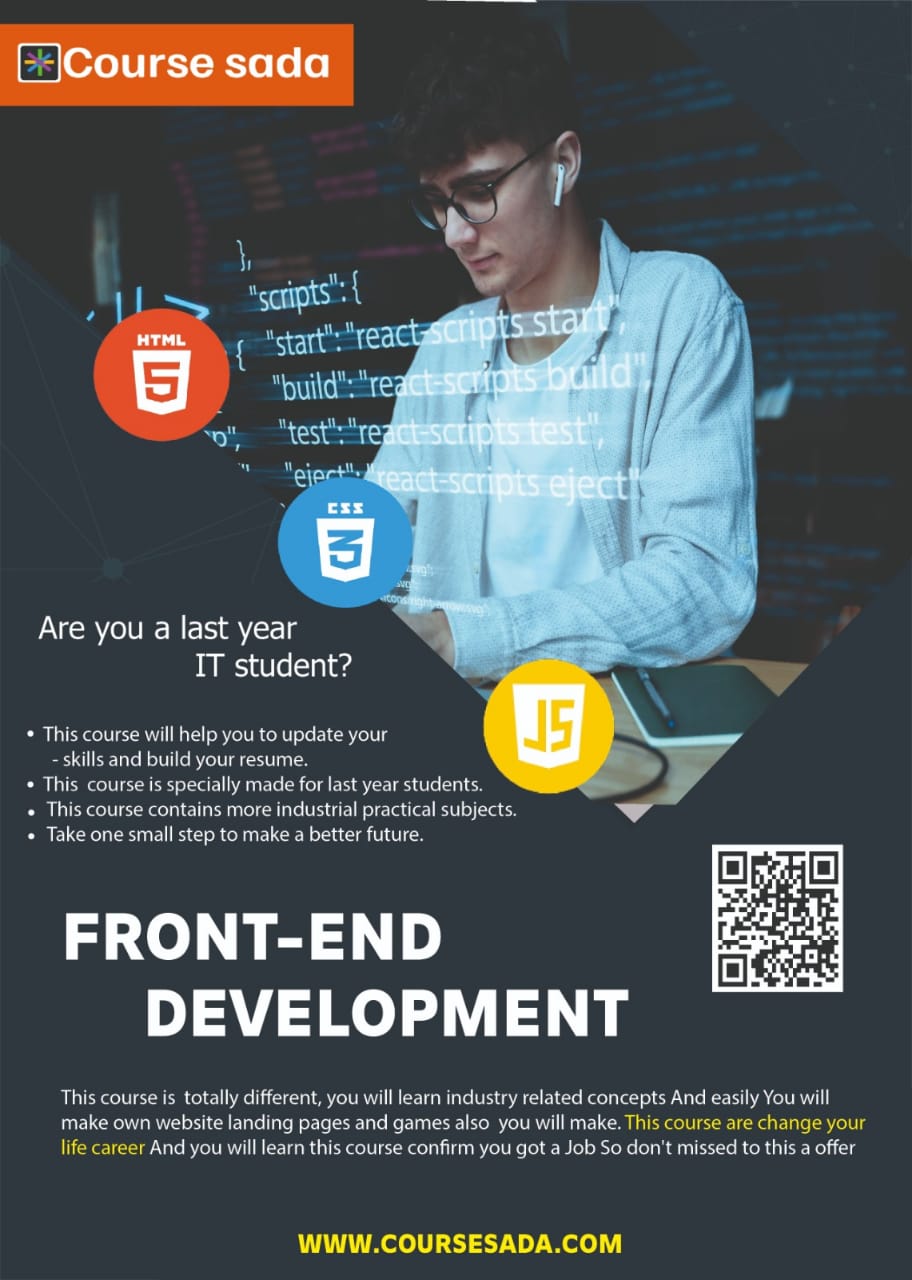 Course sada
},
"scripts": {
{ "start": "react-scripts start",
"build": "react-scripts build",
p", "test": "react-scripts test",
"eject": "react-scripts eject"
HTML
5
CSS
3
svg";
svg";
JS
Are you a last year
IT student?
• This course will help you to update your
- skills and build your resume.
• This course is specially made for last year students.
• This course contains more industrial practical subjects.
• Take one small step to make a better future.
FRONT-END
DEVELOPMENT
This course is totally different, you will learn industry related concepts And easily You will
make own website landing pages and games also you will make. This course are change your
life career And you will learn this course confirm you got a Job So don't missed to this a offer
WWW.COURSESADA.COM